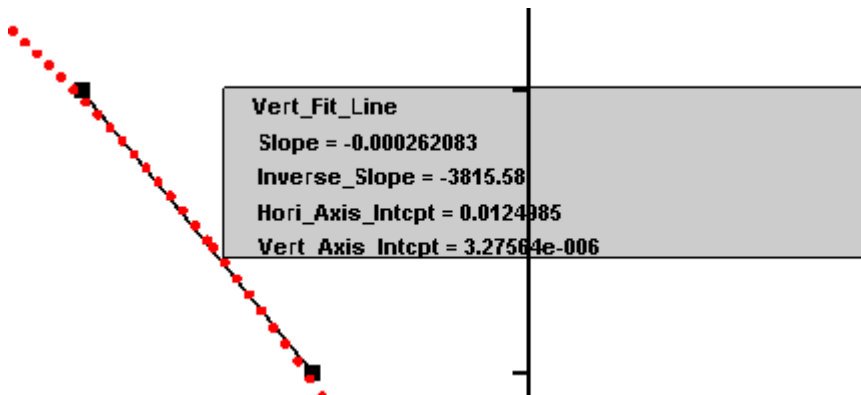 Vert_Fit_Line
Slope = -0.000262083
Inverse_Slope = -3815.58
Hori_Axis_Intcpt = 0.0124985
Vert_Axis_Intcpt = 3.27564e-006